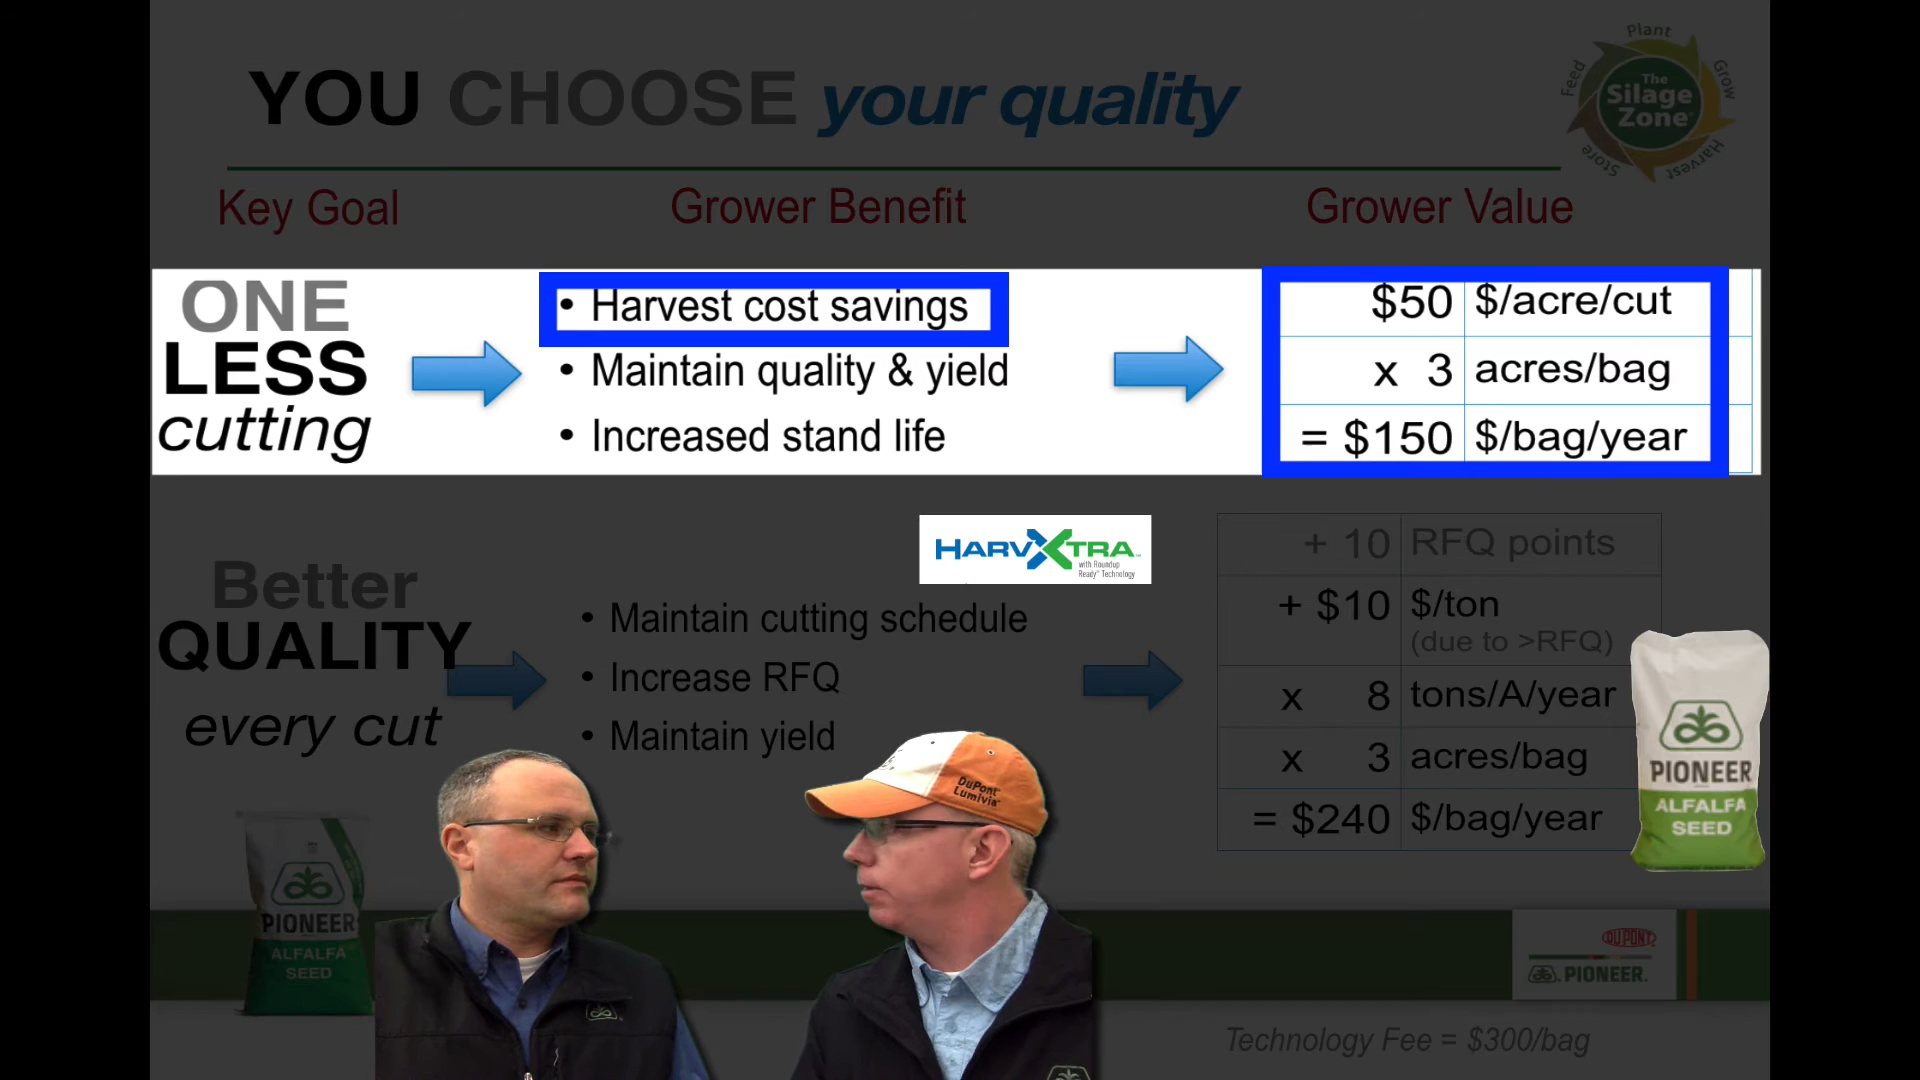 YOU CHOOSE your quality
Plant
Grow
Harvest
Store
Feed
The
Silage
Zone
Key Goal
Grower Benefit
Grower Value
ONE
LESS
cutting
• Harvest cost savings
• Maintain quality & yield
• Increased stand life
$50 $/acre/cut
x 3 acres/bag
= $150 $/bag/year
HARVXTRA™
with Roundup
Ready® Technology
Better
QUALITY
every cut
• Maintain cutting schedule
• Increase RFQ
• Maintain yield
+ 10 RFQ points
+ $10 $/ton
(due to >RFQ)
x 8 tons/A/year
x 3 acres/bag
= $240 $/bag/year
PIONEER
ALFALFA
SEED
DuPont
Lumivia
PIONEER
ALFALFA
SEED
DUPONT
PIONEER.
Technology Fee = $300/bag